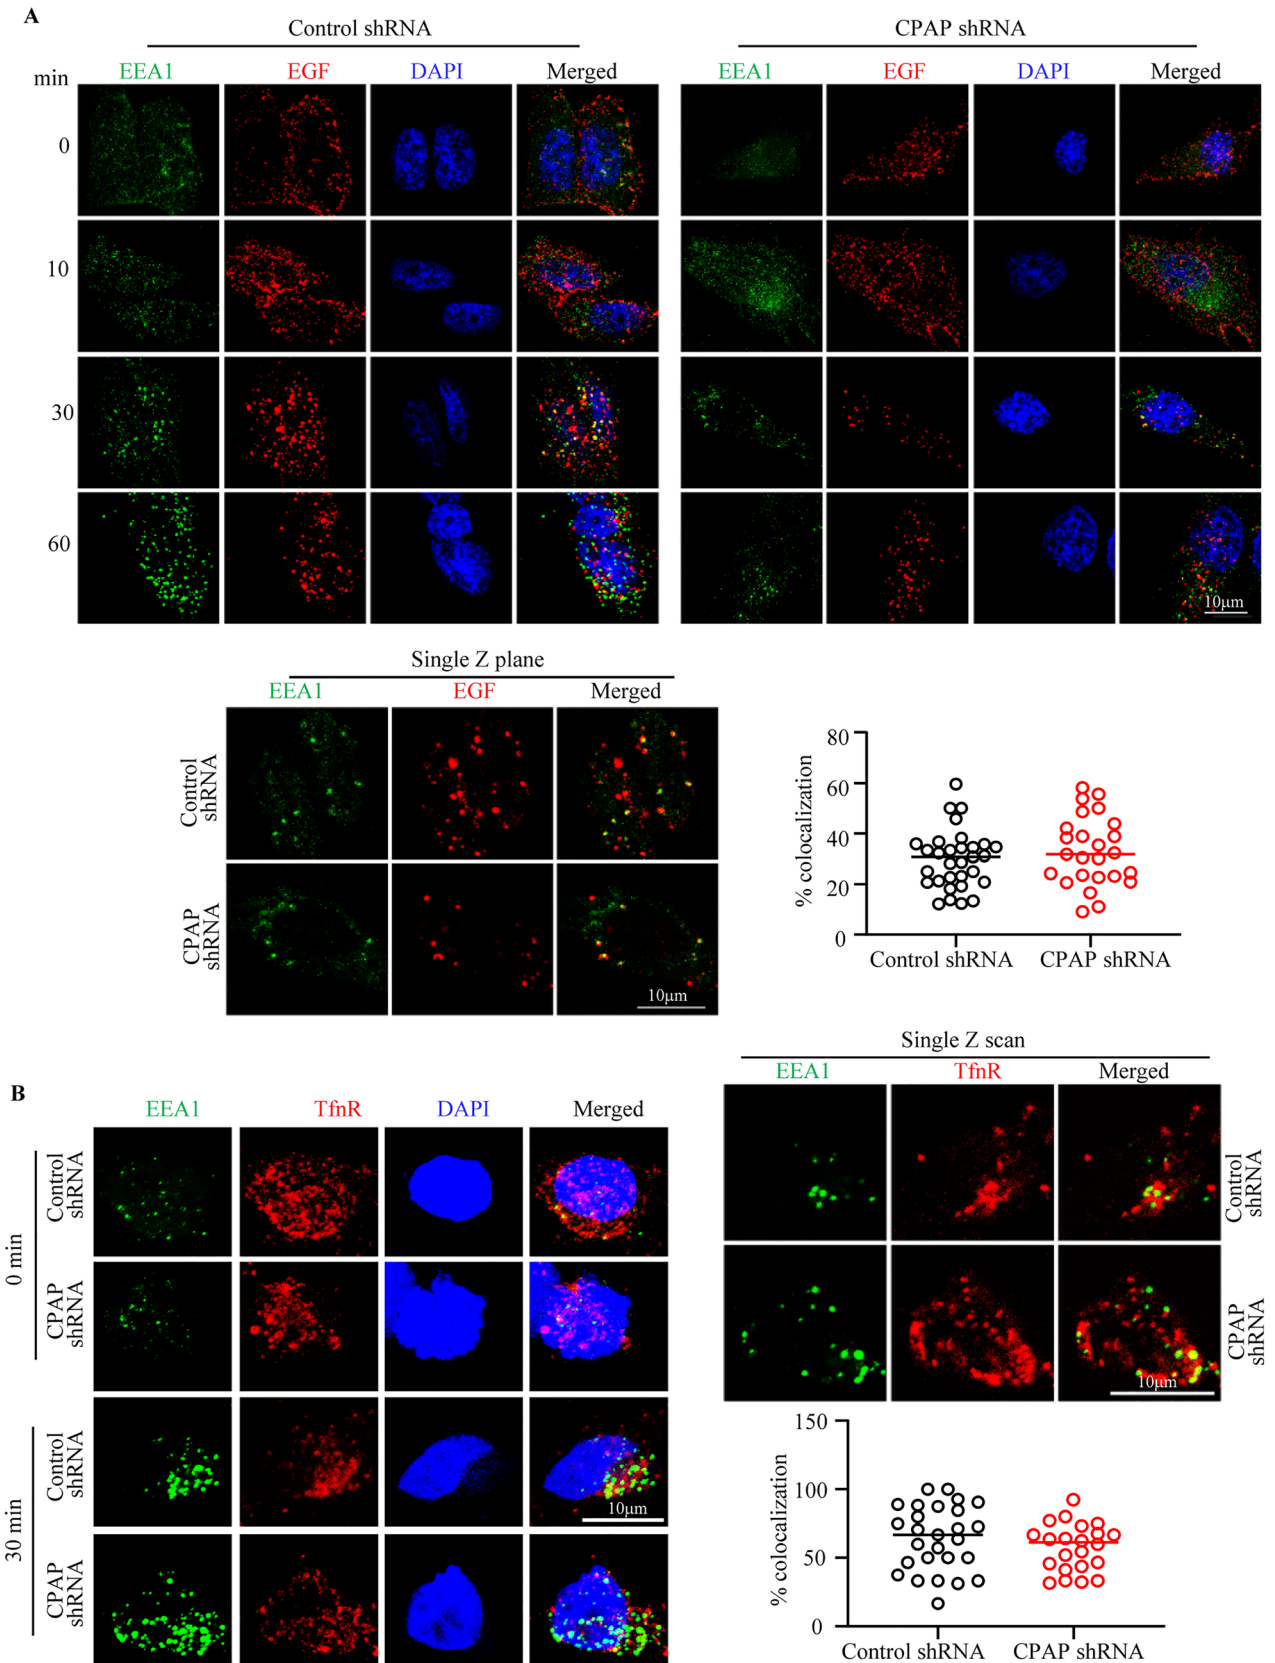 A
Control shRNA
CPAP shRNA
min
EEA1 EGF DAPI Merged
EEA1 EGF DAPI Merged
0
10
30
60
10μm
Single Z plane
EEA1 EGF Merged
Control
shRNA
CPAP
shRNA
10μm
80
60
40
20
0
% colocalization
Control shRNA CPAP shRNA
B
EEA1 TfnR DAPI Merged
0 min
Control
shRNA
CPAP
shRNA
30 min
Control
shRNA
CPAP
shRNA
10μm
Single Z scan
EEA1 TfnR Merged
Control
shRNA
CPAP
shRNA
10μm
150
100
50
0
% colocalization
Control shRNA CPAP shRNA